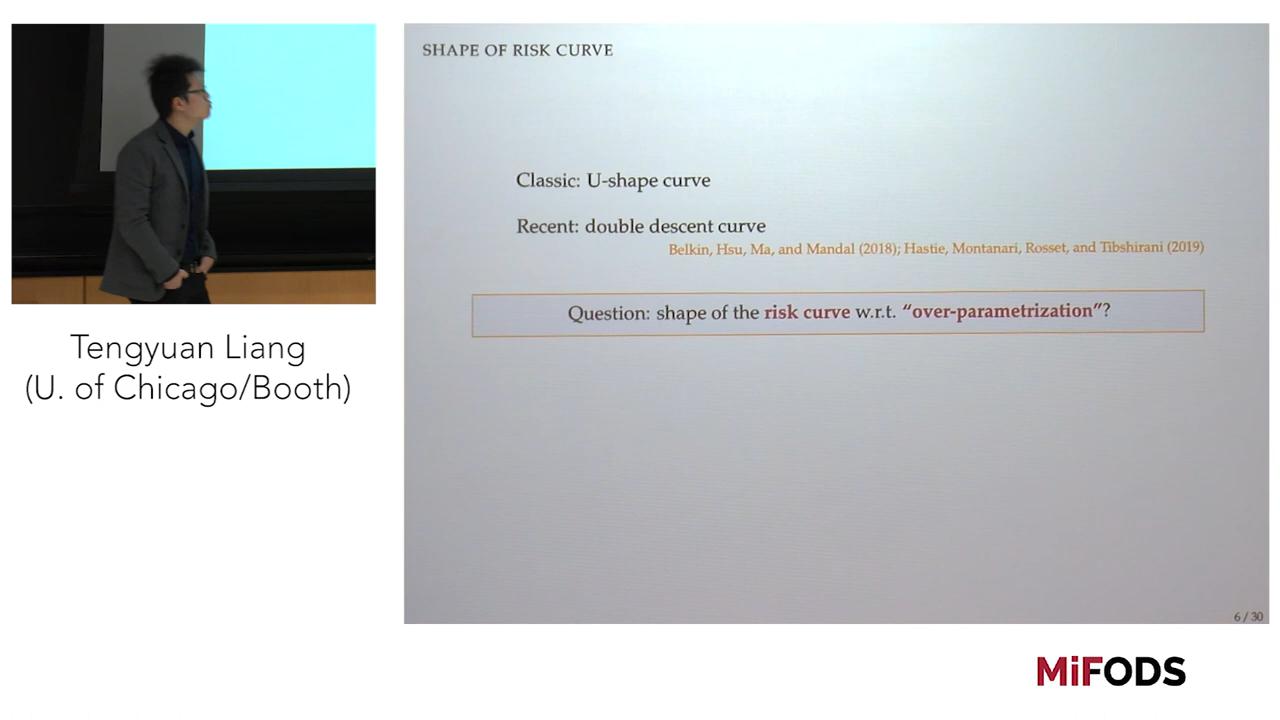 SHAPE OF RISK CURVE
Classic: U-shape curve
Recent: double descent curve
Belkin, Hsu, Ma, and Mandal (2018); Hastie, Montanari, Rosset, and Tibshirani (2019)
Question: shape of the risk curve w.r.t. “over-parametrization”?
6 / 30
Tengyuan Liang
(U. of Chicago/Booth)
MiFODS